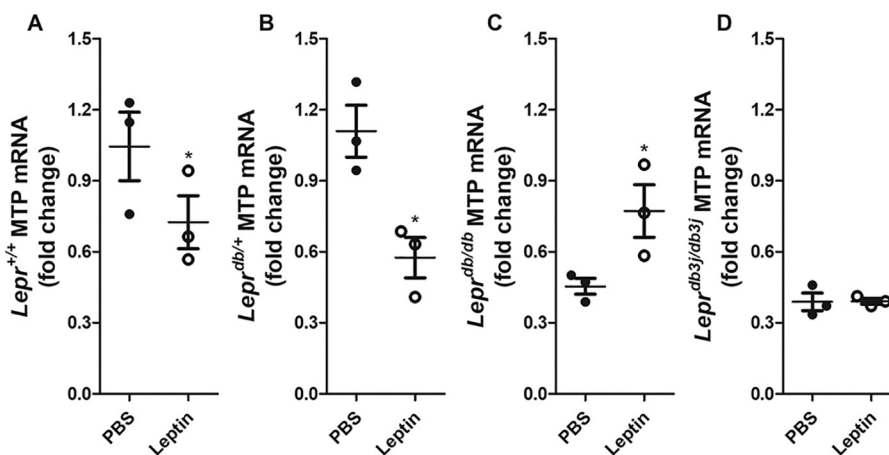 A
Lepr+/+ MTP mRNA
(fold change)
1.5
1.2
0.9
0.6
0.3
0.0
*
PBS
Leptin
B
Leprdb/+ MTP mRNA
(fold change)
1.5
1.2
0.9
0.6
0.3
0.0
*
PBS
Leptin
C
Leprdb/db MTP mRNA
(fold change)
1.5
1.2
0.9
0.6
0.3
0.0
*
PBS
Leptin
D
Leprdb3j/db3j MTP mRNA
(fold change)
1.5
1.2
0.9
0.6
0.3
0.0
PBS
Leptin